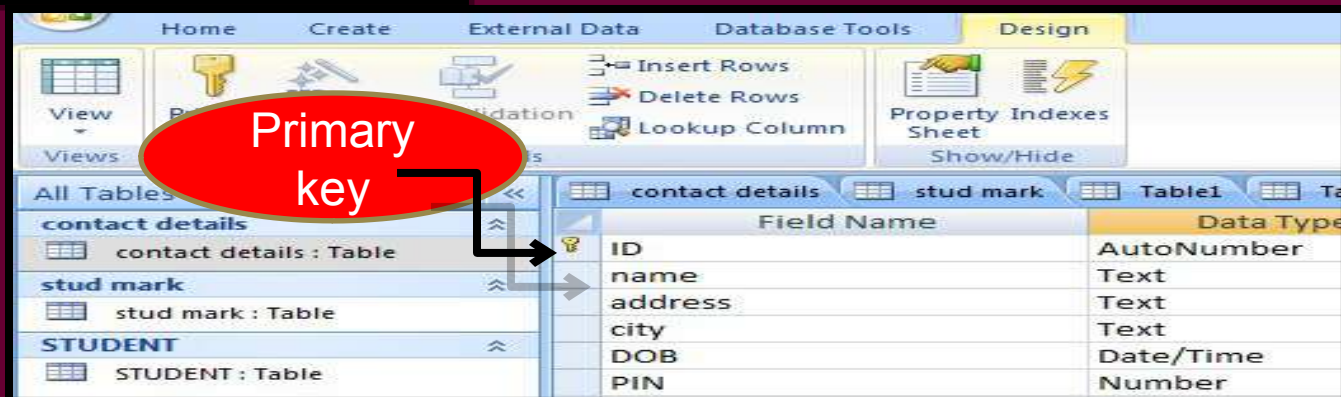 Home Create External Data Database Tools Design
Insert Rows
Delete Rows
Lookup Column
View
Property Sheet
Indexes
Views
Show/Hide
Primary
key
All Tables
contact details
contact details : Table
stud mark
stud mark : Table
STUDENT
STUDENT : Table
contact details stud mark Table1
Field Name Data Type
ID AutoNumber
name Text
address Text
city Text
DOB Date/Time
PIN Number